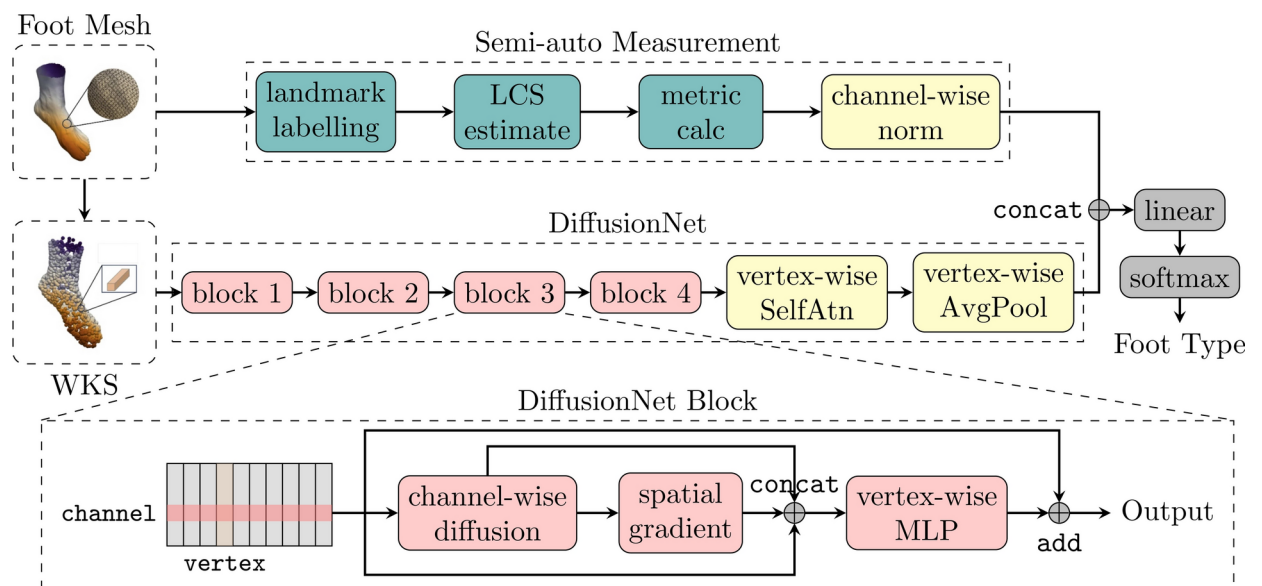 Foot Mesh
Semi-auto Measurement
landmark
labelling
LCS
estimate
metric
calc
channel-wise
norm
concat
linear
DiffusionNet
block 1
block 2
block 3
block 4
vertex-wise
SelfAtn
vertex-wise
AvgPool
softmax
Foot Type
WKS
DiffusionNet Block
channel
vertex
channel-wise
diffusion
spatial
gradient
concat
vertex-wise
MLP
add
Output